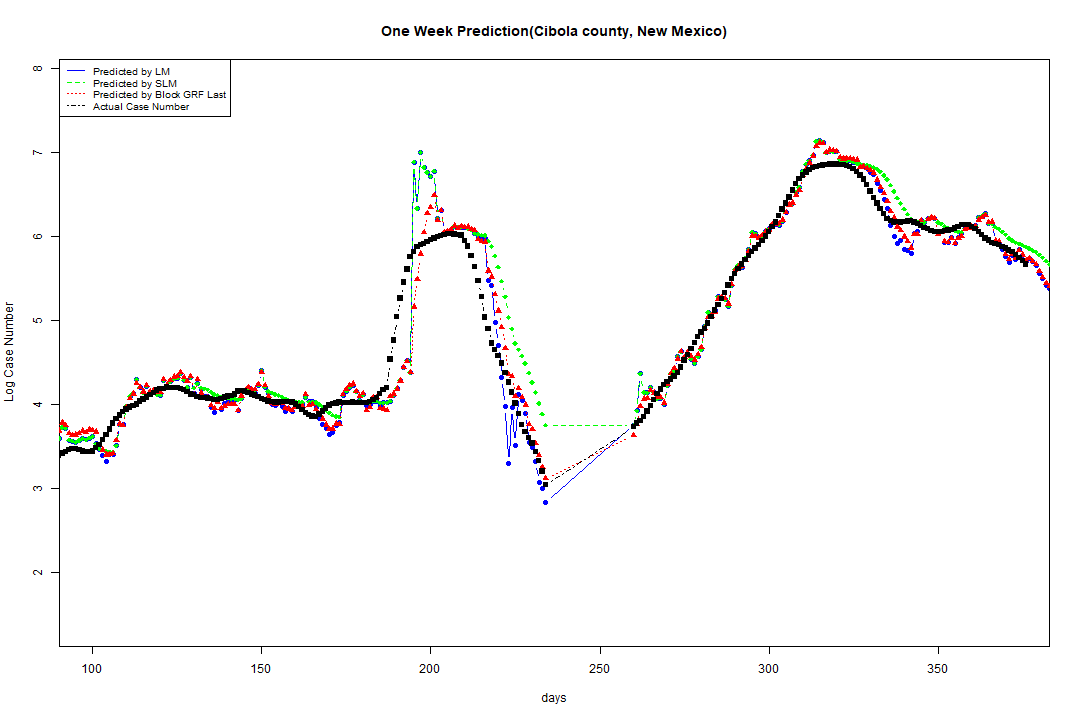 One Week Prediction(Cibola county, New Mexico)
Predicted by LM
Predicted by SLM
Predicted by Block GRF Last
Actual Case Number
8
7
6
5
4
3
2
Log Case Number
100 150 200 250 300 350
days